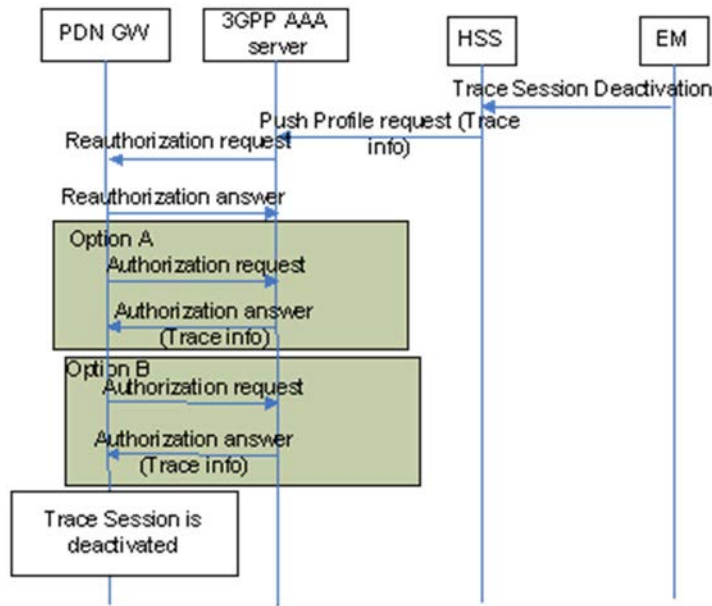 PDN GW
3GPP AAA
server
HSS
EM
Trace Session Deactivation
Push Profile request (Trace
info)
Reauthorization request
Reauthorization answer
Option A
Authorization request
Authorization answer
(Trace info)
Option B
Authorization request
Authorization answer
(Trace info)
Trace Session is
deactivated